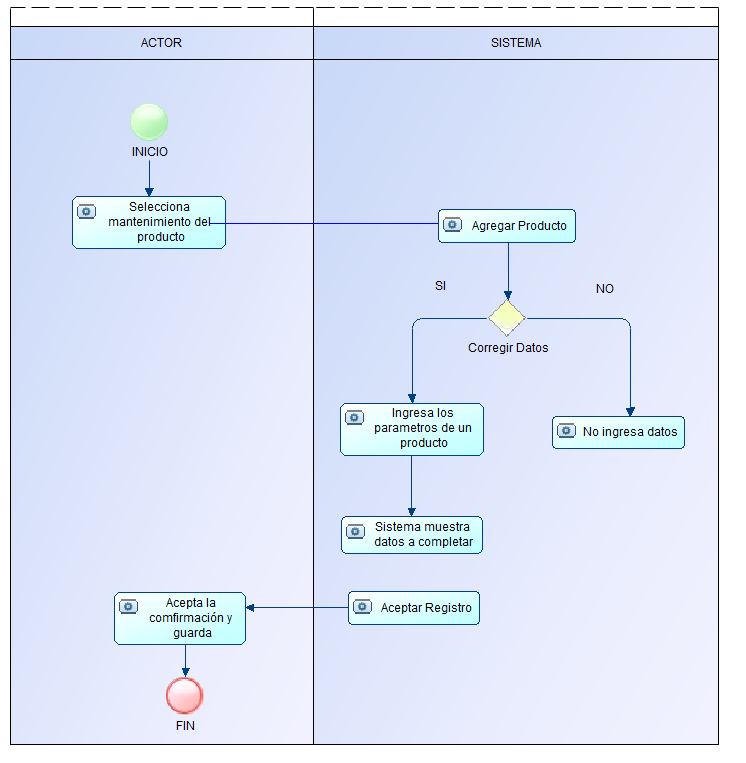 ACTOR
SISTEMA
INICIO
Selecciona
mantenimiento del
producto
Agregar Producto
SI
NO
Corregir Datos
Ingresa los
parametros de un
producto
No ingresa datos
Sistema muestra
datos a completar
Acepta la
comfirmación y
guarda
Aceptar Registro
FIN